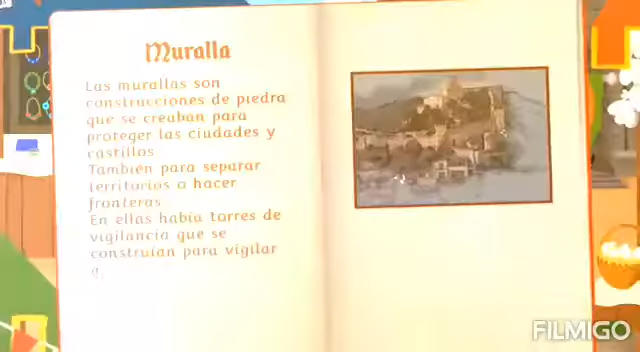 Muralla
Las murallas son
construcciones de piedra
que se creaban para
proteger las ciudades y
castillos
También para separar
territorios o hacer
fronteras
En ellas había torres de
vigilancia que se
construían para vigilar
a
FILMIGO